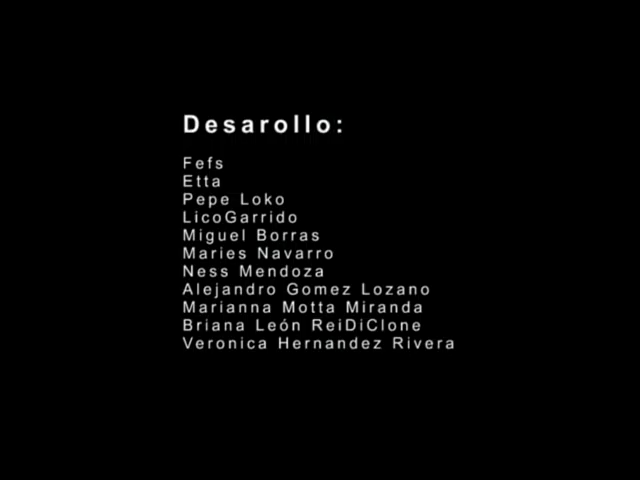 Desarollo:
Fefs
Etta
Pepe Loko
LicoGarrido
Miguel Borras
Maries Navarro
Ness Mendoza
Alejandro Gomez Lozano
Marianna Motta Miranda
Briana León ReiDiClone
Veronica Hernandez Rivera